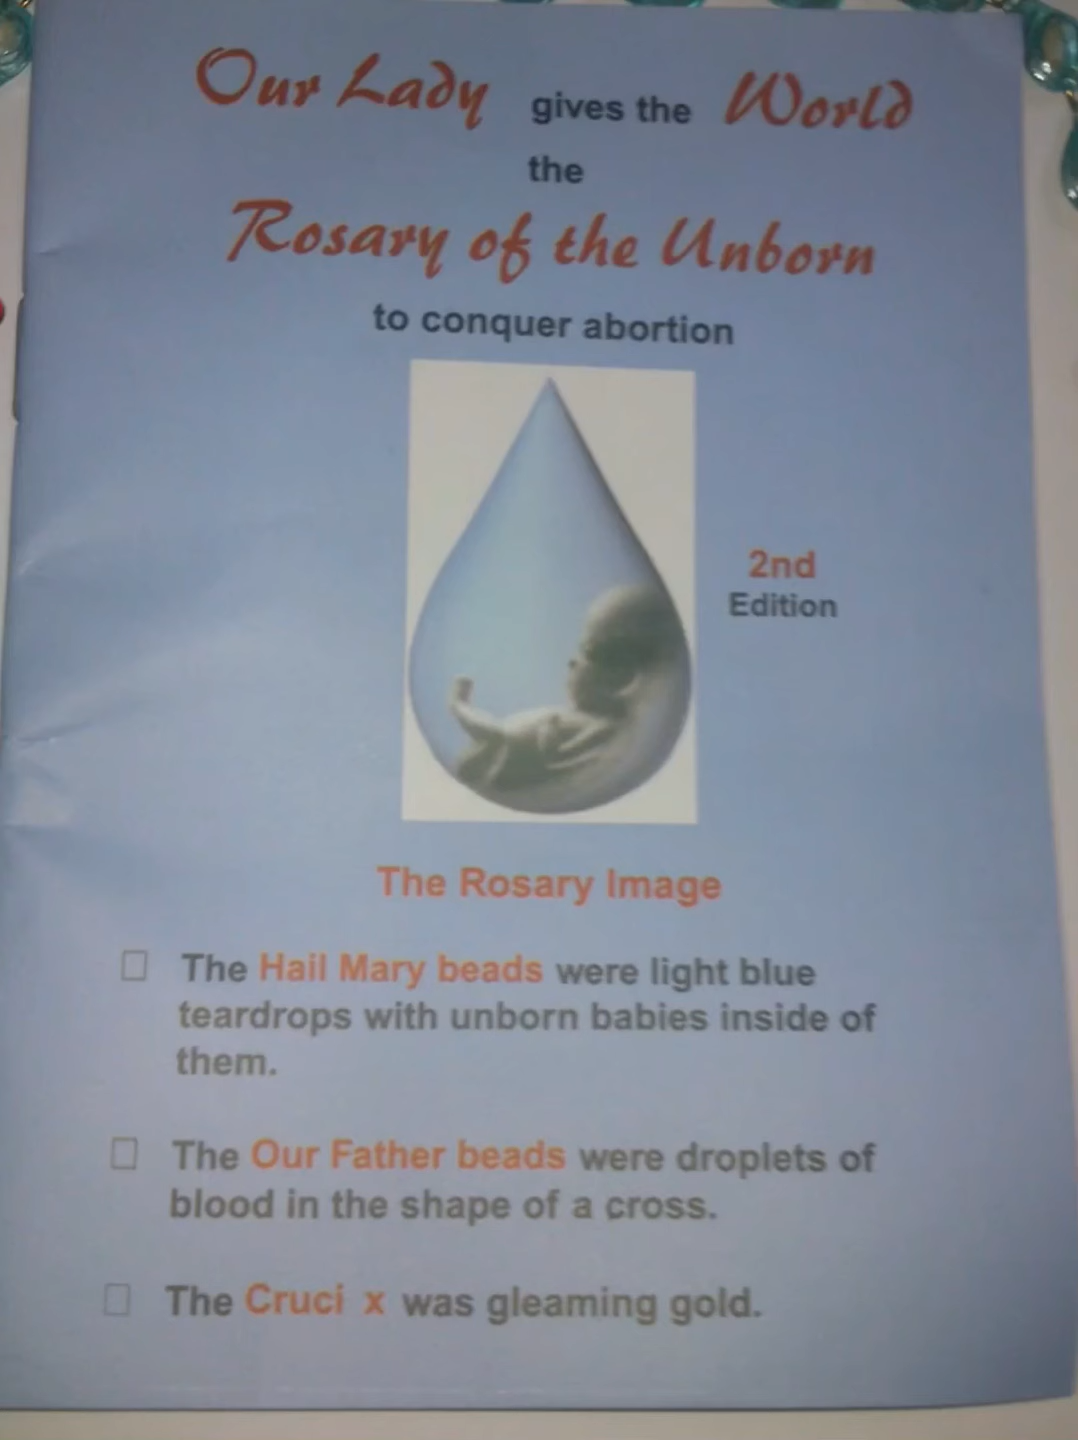 Our Lady gives the World
the
Rosary of the Unborn
to conquer abortion
2nd
Edition
The Rosary Image
The Hail Mary beads were light blue
teardrops with unborn babies inside of
them.
The Our Father beads were droplets of
blood in the shape of a cross.
The Cruci x was gleaming gold.